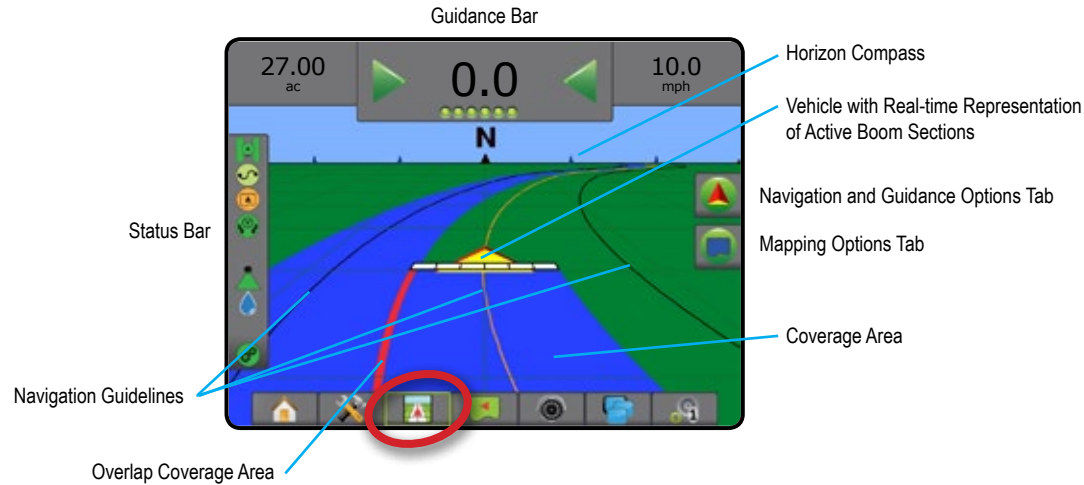 Guidance Bar
27.00
ac
0.0
10.0
mph
N
Horizon Compass
Vehicle with Real-time Representation
of Active Boom Sections
Navigation and Guidance Options Tab
Mapping Options Tab
Status Bar
Coverage Area
Navigation Guidelines
1
Overlap Coverage Area